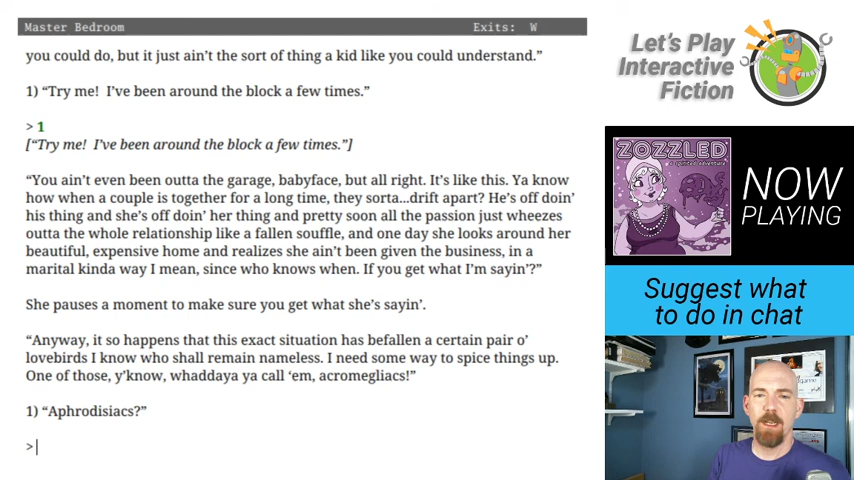 Master Bedroom Exits: W
you could do, but it just ain’t the sort of thing a kid like you could understand.”
1) “Try me! I’ve been around the block a few times.”
> 1
[“Try me! I’ve been around the block a few times.”]
“You ain’t even been outta the garage, babyface, but all right. It’s like this. Ya know
how when a couple is together for a long time, they sorta...drift apart? He’s off doin’
his thing and she’s off doin’ her thing and pretty soon all the passion just wheezes
outta the whole relationship like a fallen souffle, and one day she looks around her
beautiful, expensive home and realizes she ain’t been given the business, in a
marital kinda way I mean, since who knows when. If you get what I’m sayin’?”
She pauses a moment to make sure you get what she’s sayin’.
“Anyway, it so happens that this exact situation has befallen a certain pair o’
lovebirds I know who shall remain nameless. I need some way to spice things up.
One of those, y’know, whaddaya ya call ‘em, acromegliacs!”
1) “Aphrodisiacs?”
>
Let’s Play
Interactive
Fiction
ZOZZLED
a spirited adventure
NOW
PLAYING
Suggest what
to do in chat